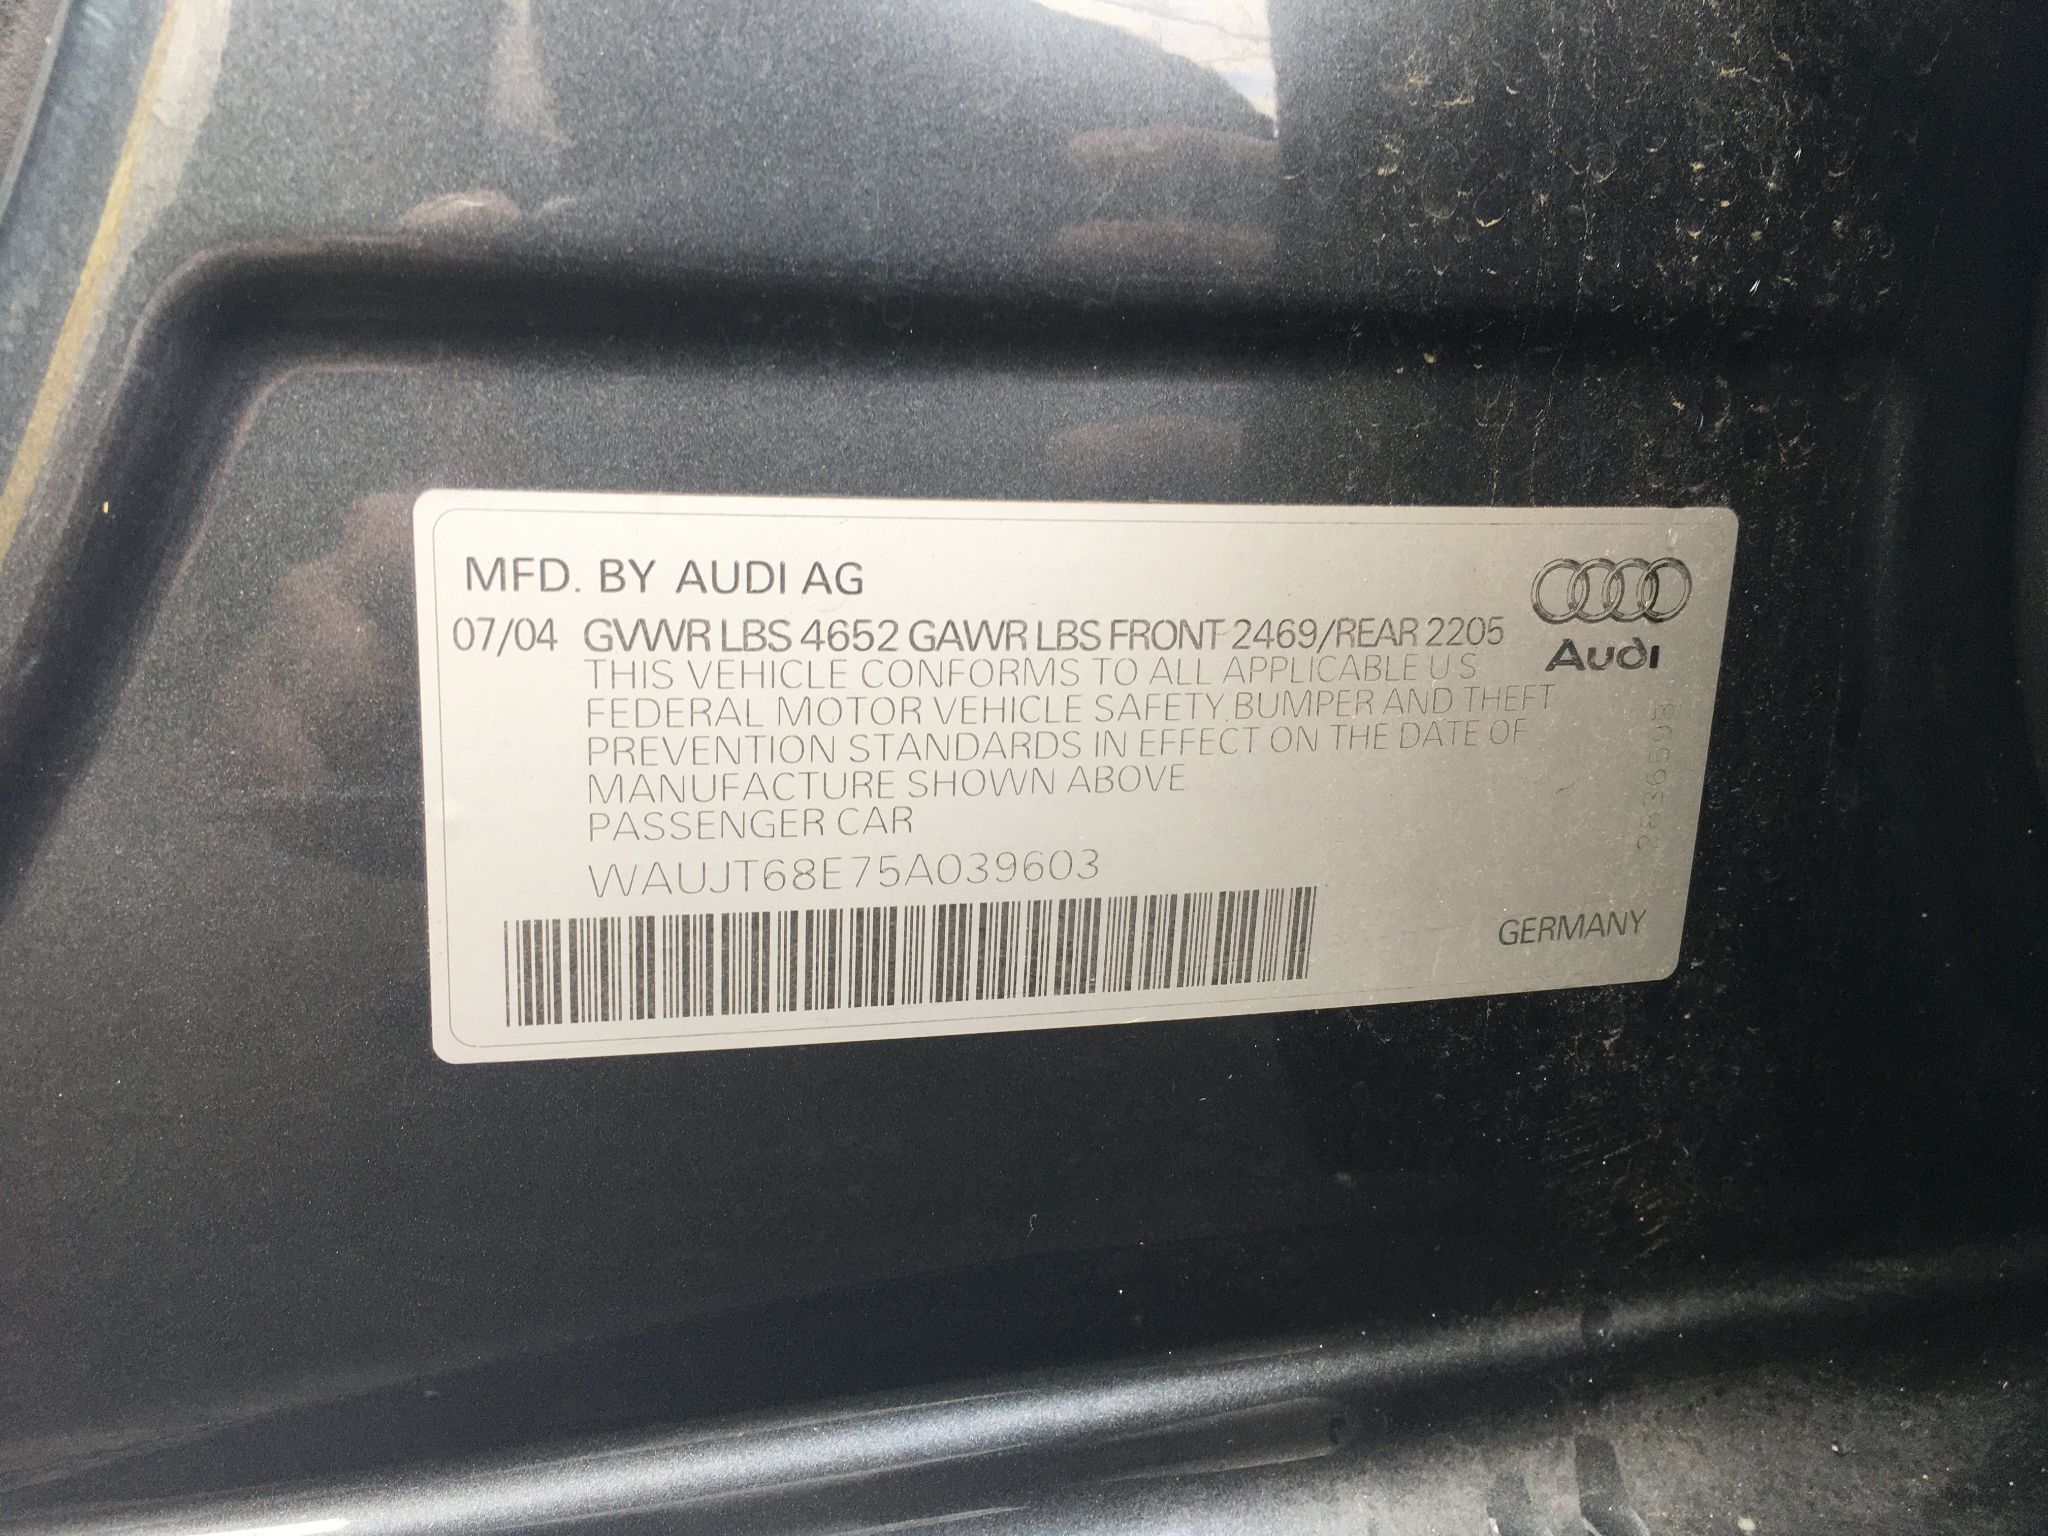 MFD. BY AUDI AG
07/04 GVWR LBS 4652 GAWR LBS FRONT 2469/REAR 2205
THIS VEHICLE CONFORMS TO ALL APPLICABLE U S
FEDERAL MOTOR VEHICLE SAFETY, BUMPER AND THEFT
PREVENTION STANDARDS IN EFFECT ON THE DATE OF
MANUFACTURE SHOWN ABOVE
PASSENGER CAR
WAUJT68E75A039603
Audi
2836598
GERMANY